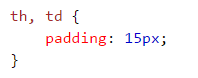 th, td {
    padding: 15px;
}